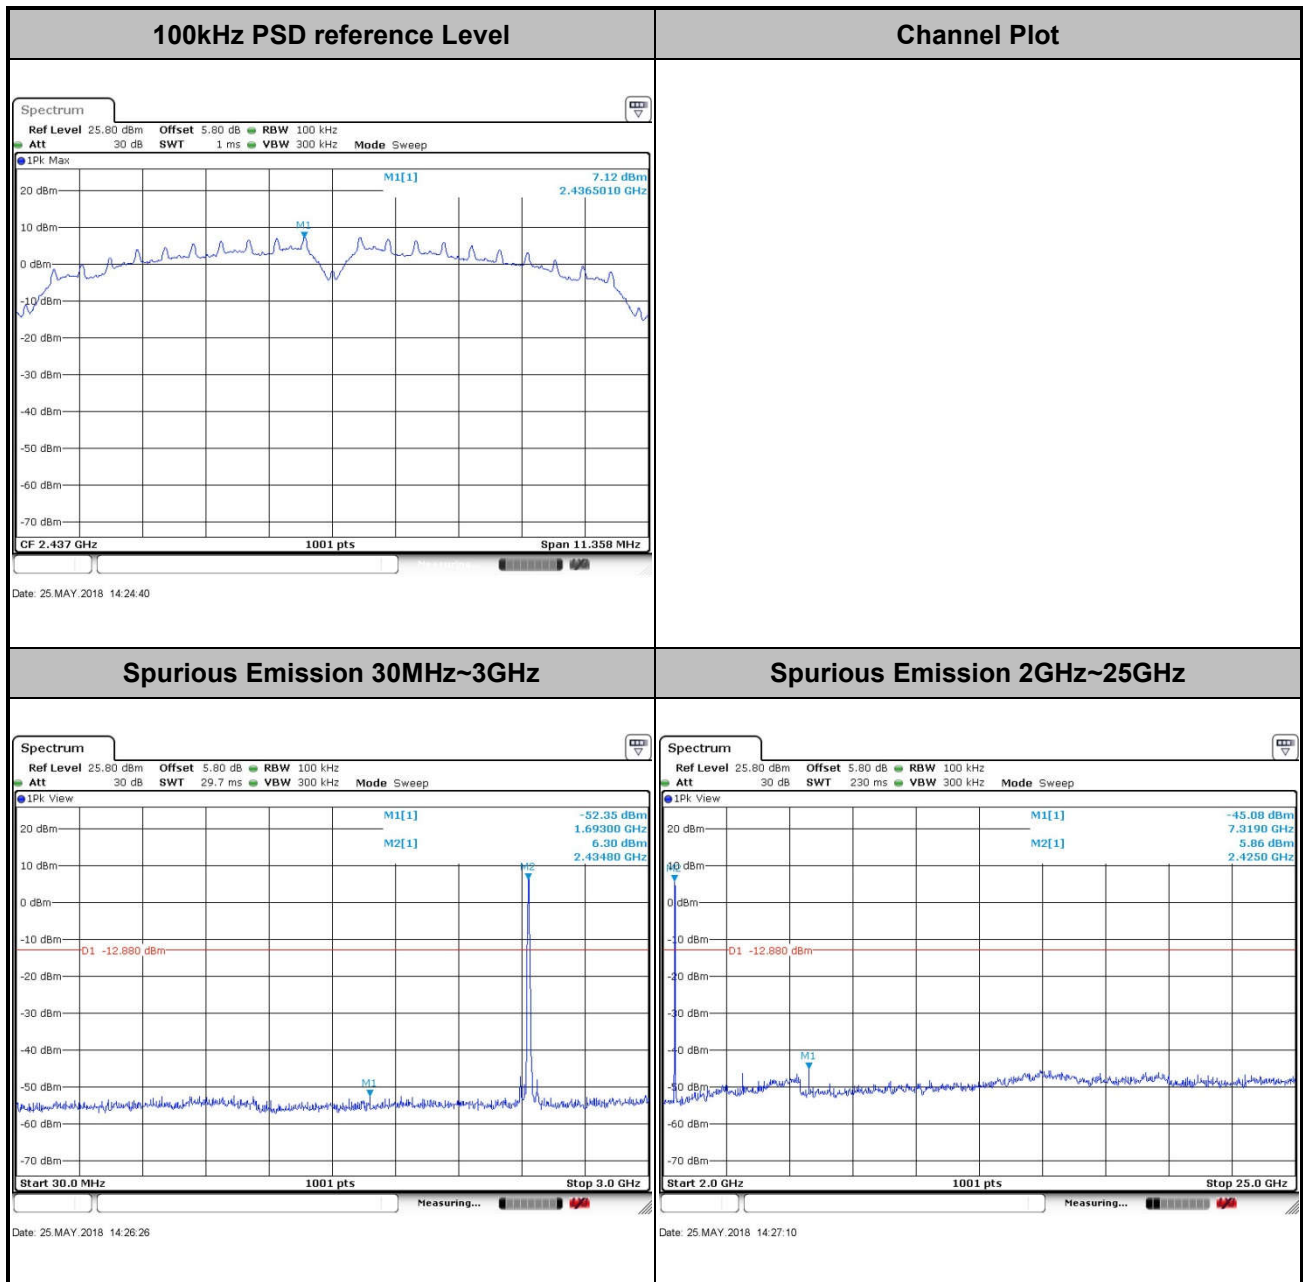 100kHz PSD reference Level
Channel Plot
Spectrum
Ref Level 25.80 dBm Offset 5.80 dB RBW 100 kHz
Att 30 dB SWT 1 ms VBW 300 kHz Mode Sweep
1Pk Max
M1[1] 7.12 dBm
2.4365010 GHz
20 dBm
10 dBm
M1
0 dBm
-10 dBm
-20 dBm
-30 dBm
-40 dBm
-50 dBm
-60 dBm
-70 dBm
CF 2.437 GHz 1001 pts Span 11.358 MHz
Measuring...
Date: 25.MAY.2018 14:24:40
Spurious Emission 30MHz~3GHz
Spurious Emission 2GHz~25GHz
Spectrum
Ref Level 25.80 dBm Offset 5.80 dB RBW 100 kHz
Att 30 dB SWT 29.7 ms VBW 300 kHz Mode Sweep
1Pk View
M1[1] -52.35 dBm
1.69300 GHz
20 dBm
M2[1] 6.30 dBm
2.43480 GHz
10 dBm
M2
0 dBm
-10 dBm
D1 -12.880 dBm
-20 dBm
-30 dBm
-40 dBm
-50 dBm
M1
-60 dBm
-70 dBm
Start 30.0 MHz 1001 pts Stop 3.0 GHz
Measuring...
Date: 25.MAY.2018 14:26:26
Spectrum
Ref Level 25.80 dBm Offset 5.80 dB RBW 100 kHz
Att 30 dB SWT 230 ms VBW 300 kHz Mode Sweep
1Pk View
M1[1] -45.08 dBm
7.3190 GHz
20 dBm
M2[1] 5.86 dBm
2.4250 GHz
10 dBm
M2
0 dBm
-10 dBm
D1 -12.880 dBm
-20 dBm
-30 dBm
-40 dBm
M1
-50 dBm
-60 dBm
-70 dBm
Start 2.0 GHz 1001 pts Stop 25.0 GHz
Measuring...
Date: 25.MAY.2018 14:27:10